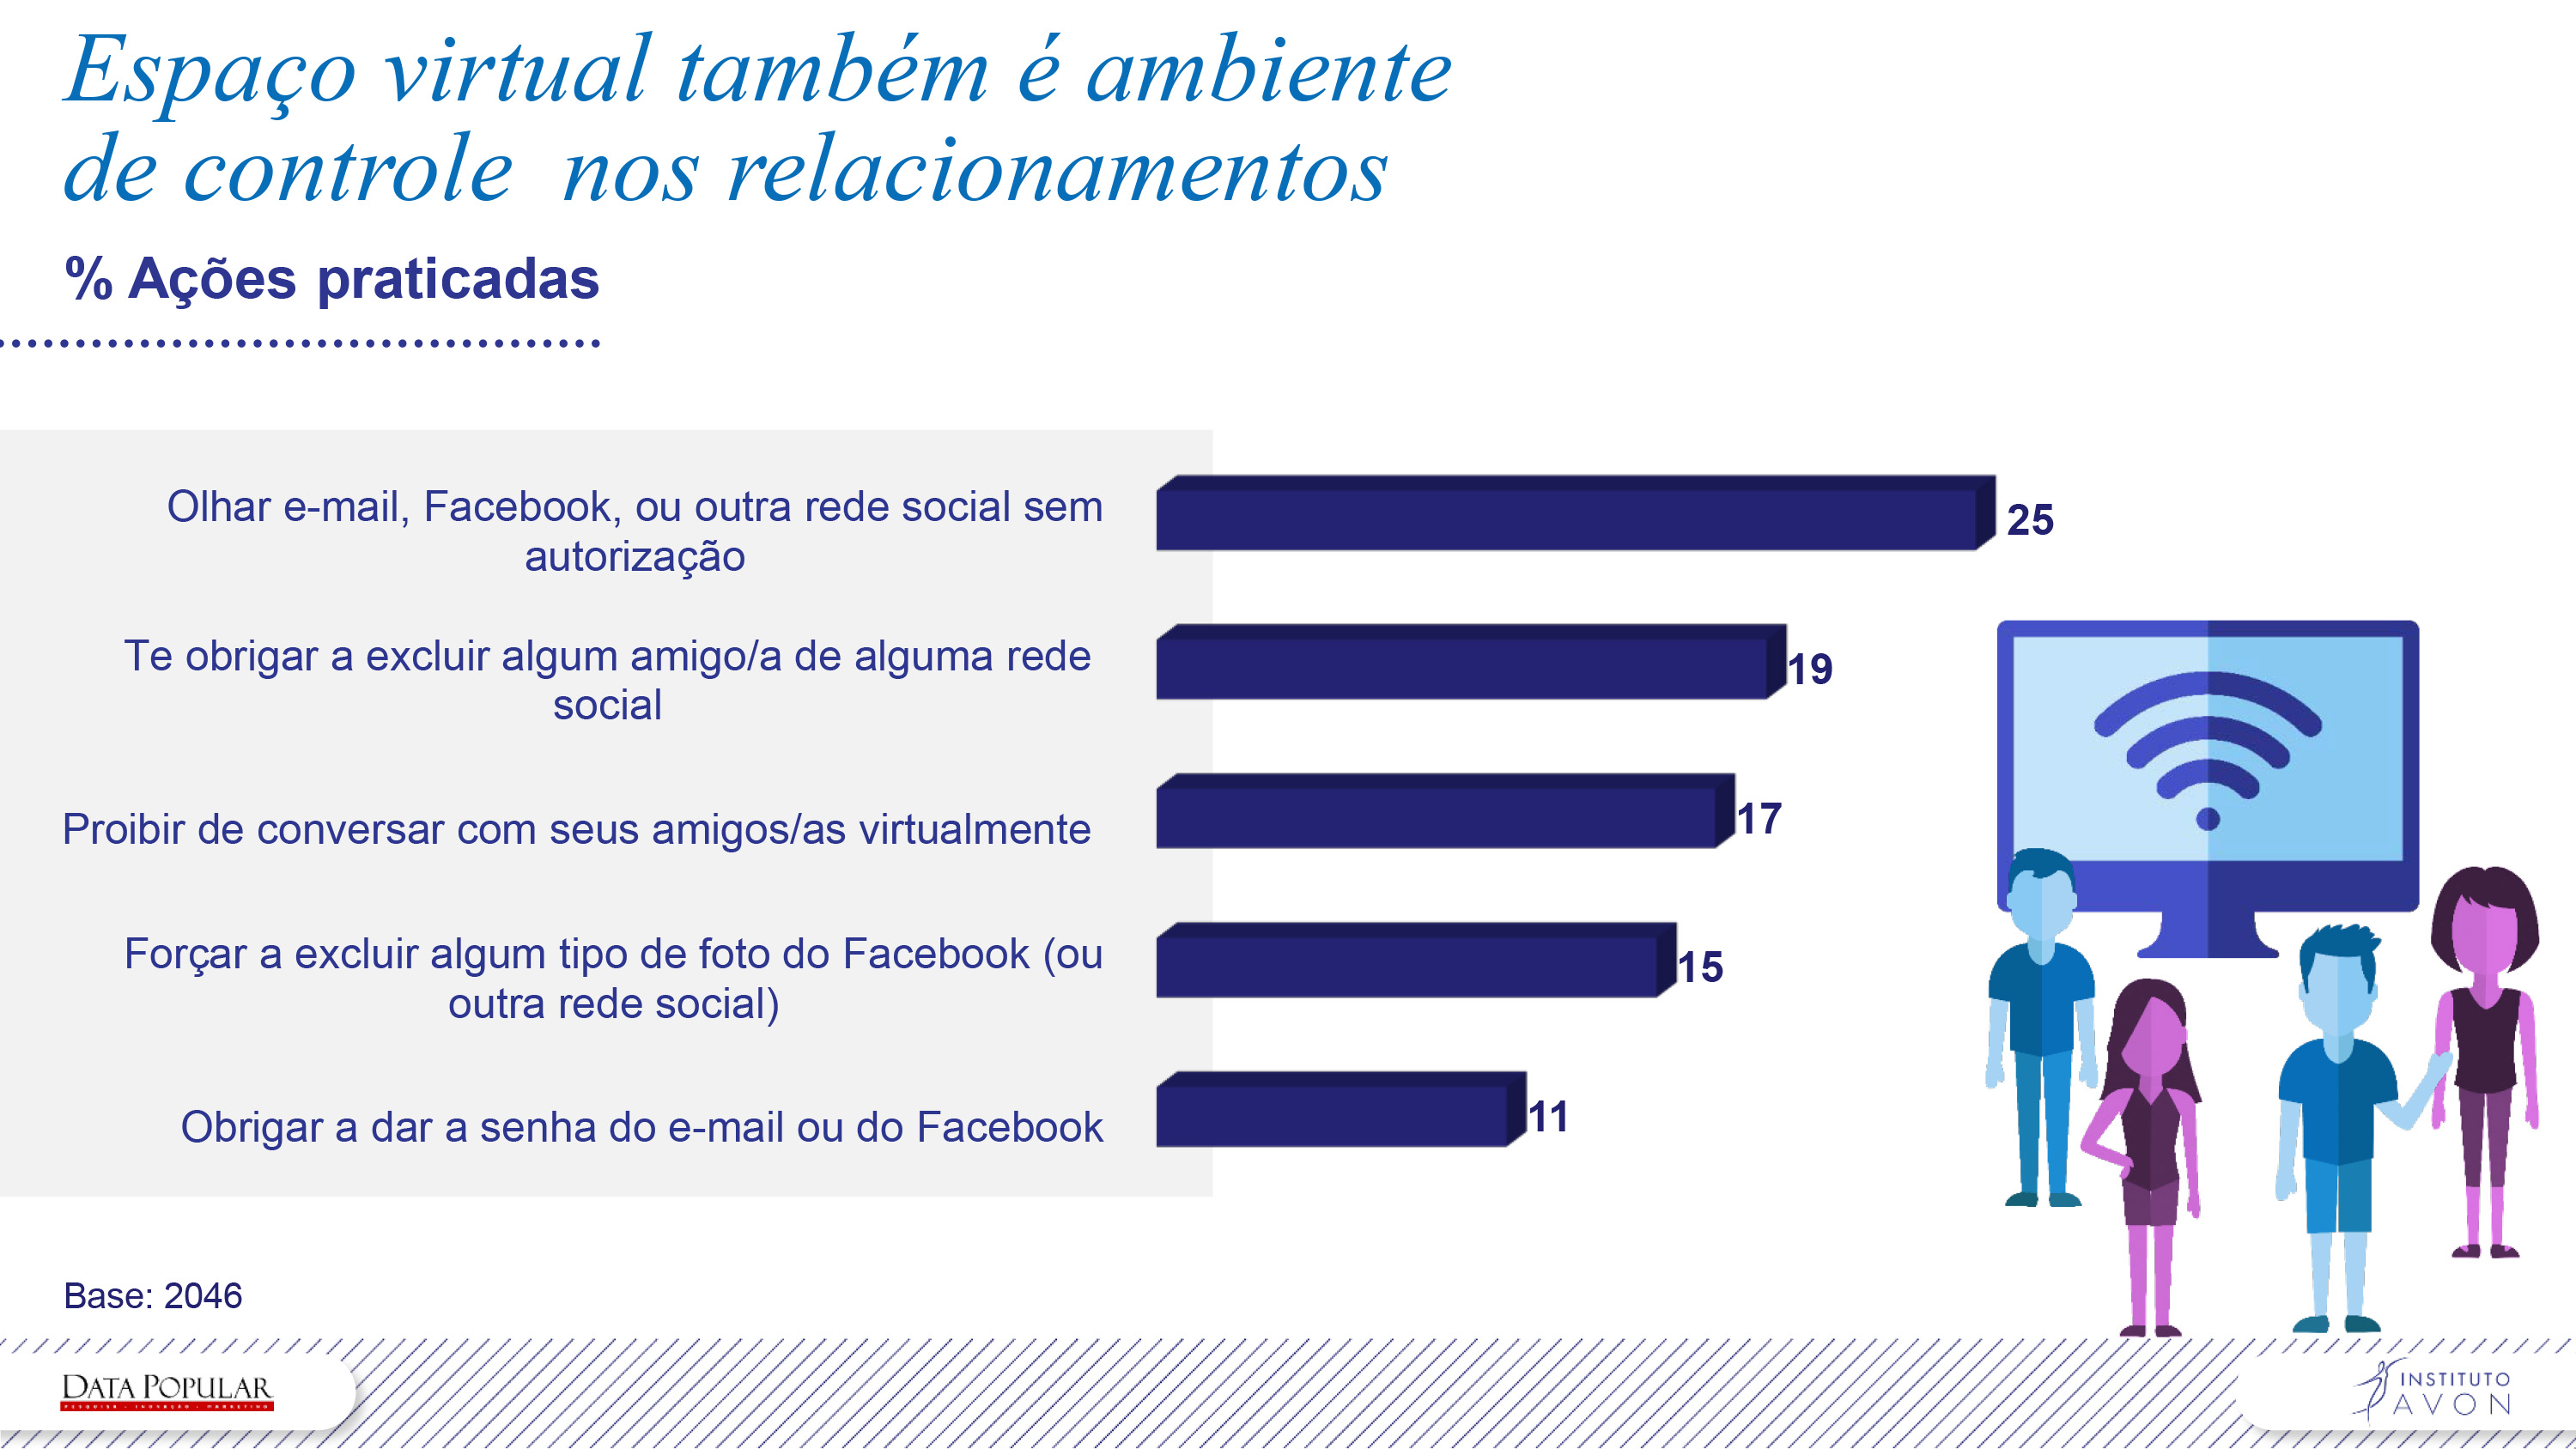 Espaço virtual também é ambiente
de controle  nos relacionamentos
% Ações praticadas
Olhar e-mail, Facebook, ou outra rede social sem
autorização
25
Te obrigar a excluir algum amigo/a de alguma rede
social
19
Proibir de conversar com seus amigos/as virtualmente
17
Forçar a excluir algum tipo de foto do Facebook (ou
outra rede social)
15
Obrigar a dar a senha do e-mail ou do Facebook
11
Base: 2046
DATA POPULAR
PESQUISA · INOVAÇÃO · MARKETING
INSTITUTO
AVON